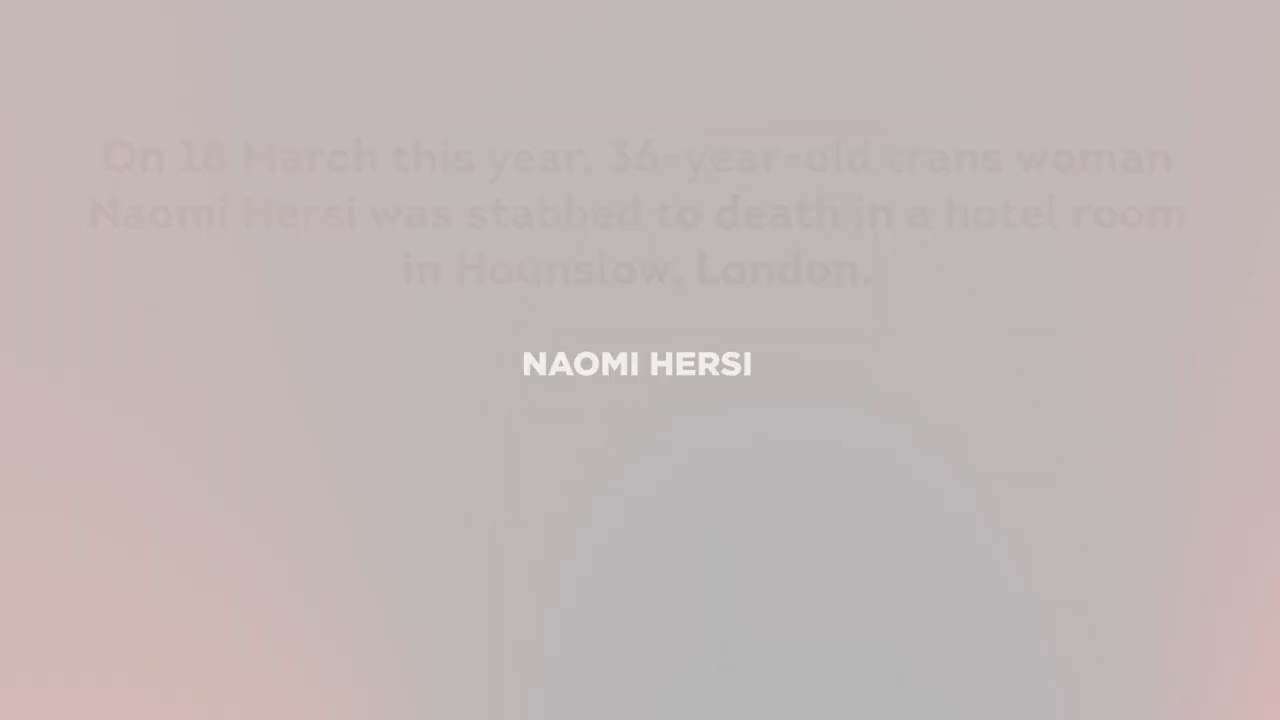 On 18 March this year, 36-year-old trans woman
Naomi Hersi was stabbed to death in a hotel room
in Hounslow, London.
NAOMI HERSI